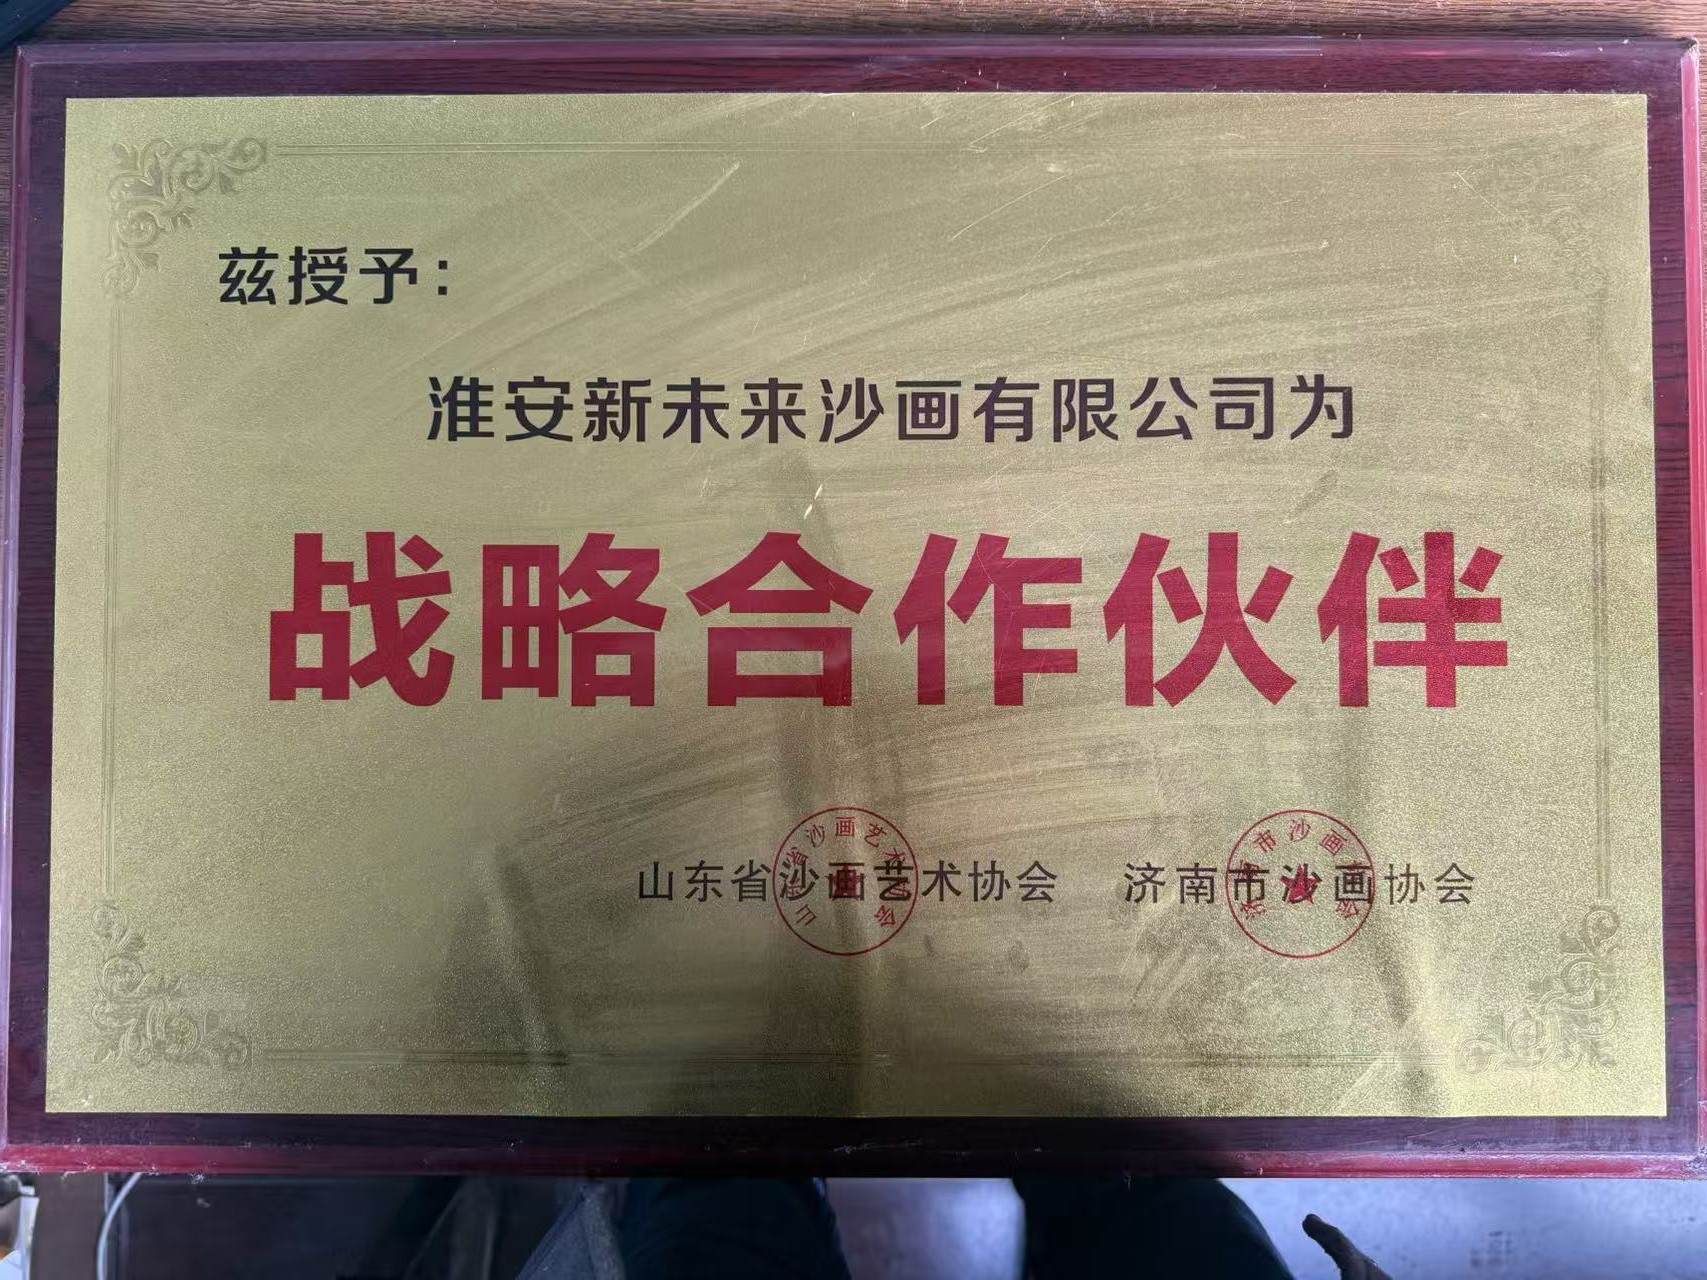 兹授予：
淮安新未来沙画有限公司为
战略合作伙伴
山东省沙画艺术协会 济南市沙画协会